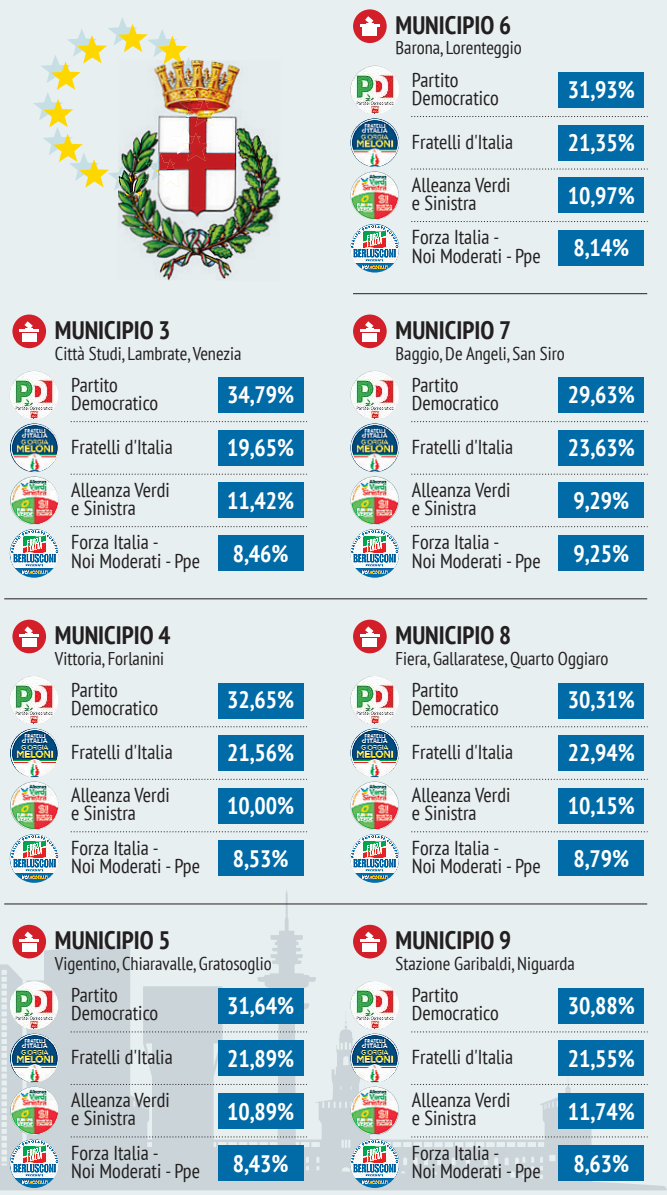 MUNICIPIO 6
Barona, Lorenteggio
Partito
Democratico
31,93%
Fratelli d'Italia
21,35%
Alleanza Verdi
e Sinistra
10,97%
Forza Italia -
Noi Moderati - Ppe
8,14%
MUNICIPIO 3
Città Studi, Lambrate, Venezia
Partito
Democratico
34,79%
Fratelli d'Italia
19,65%
Alleanza Verdi
e Sinistra
11,42%
Forza Italia -
Noi Moderati - Ppe
8,46%
MUNICIPIO 7
Baggio, De Angeli, San Siro
Partito
Democratico
29,63%
Fratelli d'Italia
23,63%
Alleanza Verdi
e Sinistra
9,29%
Forza Italia -
Noi Moderati - Ppe
9,25%
MUNICIPIO 4
Vittoria, Forlanini
Partito
Democratico
32,65%
Fratelli d'Italia
21,56%
Alleanza Verdi
e Sinistra
10,00%
Forza Italia -
Noi Moderati - Ppe
8,53%
MUNICIPIO 8
Fiera, Gallaratese, Quarto Oggiaro
Partito
Democratico
30,31%
Fratelli d'Italia
22,94%
Alleanza Verdi
e Sinistra
10,15%
Forza Italia -
Noi Moderati - Ppe
8,79%
MUNICIPIO 5
Vigentino, Chiaravalle, Gratosoglio
Partito
Democratico
31,64%
Fratelli d'Italia
21,89%
Alleanza Verdi
e Sinistra
10,89%
Forza Italia -
Noi Moderati - Ppe
8,43%
MUNICIPIO 9
Stazione Garibaldi, Niguarda
Partito
Democratico
30,88%
Fratelli d'Italia
21,55%
Alleanza Verdi
e Sinistra
11,74%
Forza Italia -
Noi Moderati - Ppe
8,63%